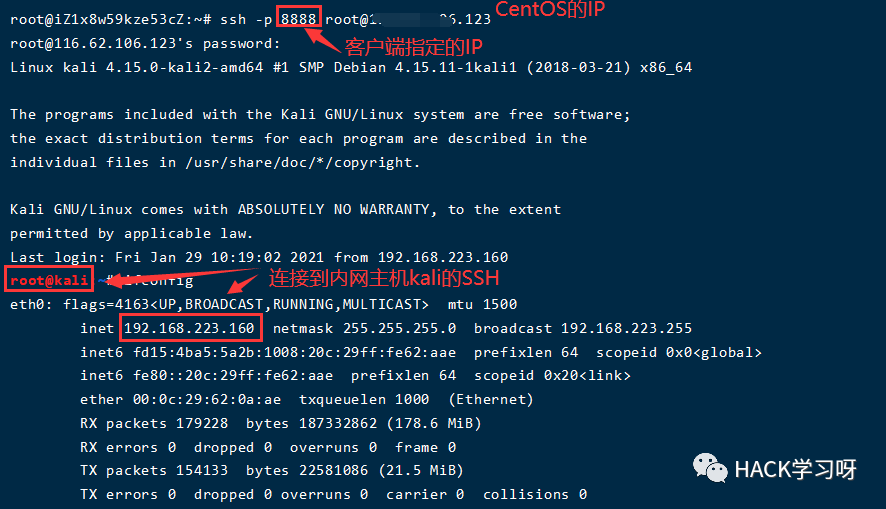 root@iZ1x8w59kze53cZ:~# ssh -p 8888 root@1 6.123
CentOS的IP
root@116.62.106.123's password:
客户端指定的IP
Linux kali 4.15.0-kali2-amd64 #1 SMP Debian 4.15.11-1kali1 (2018-03-21) x86_64
The programs included with the Kali GNU/Linux system are free software;
the exact distribution terms for each program are described in the
individual files in /usr/share/doc/*/copyright.
Kali GNU/Linux comes with ABSOLUTELY NO WARRANTY, to the extent
permitted by applicable law.
Last login: Fri Jan 29 10:19:02 2021 from 192.168.223.160
root@kali ~# ifconfig
连接到内网主机kali的SSH
eth0: flags=4163<UP,BROADCAST,RUNNING,MULTICAST>  mtu 1500
inet 192.168.223.160  netmask 255.255.255.0  broadcast 192.168.223.255
inet6 fd15:4ba5:5a2b:1008:20c:29ff:fe62:aae  prefixlen 64  scopeid 0x0<global>
inet6 fe80::20c:29ff:fe62:aae  prefixlen 64  scopeid 0x20<link>
ether 00:0c:29:62:0a:ae  txqueuelen 1000  (Ethernet)
RX packets 179228  bytes 187332862 (178.6 MiB)
RX errors 0  dropped 0  overruns 0  frame 0
TX packets 154133  bytes 22581086 (21.5 MiB)
TX errors 0  dropped 0 overruns 0  carrier 0  collisions 0
HACK学习呀